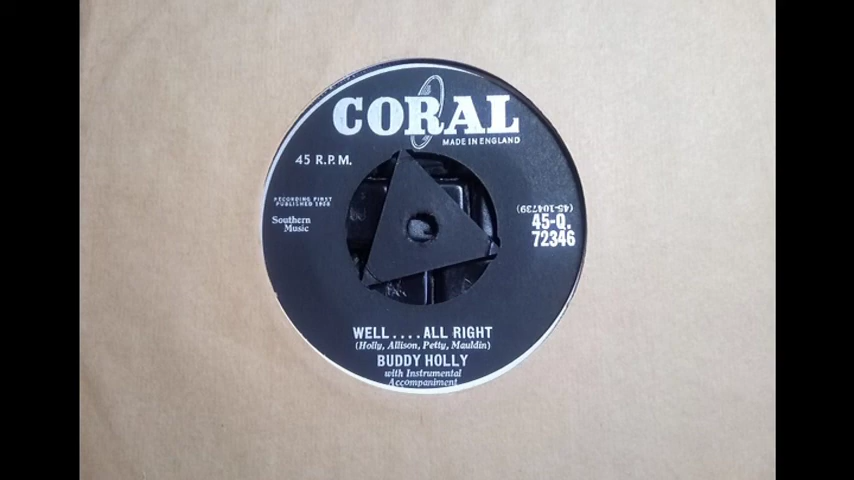 CORAL
MADE IN ENGLAND
45 R.P.M.
RECORDING FIRST
PUBLISHED 1958
Southern
Music
(45-104739)
45-Q.
72346
WELL....ALL RIGHT
(Holly, Allison, Petty, Mauldin)
BUDDY HOLLY
with Instrumental
Accompaniment